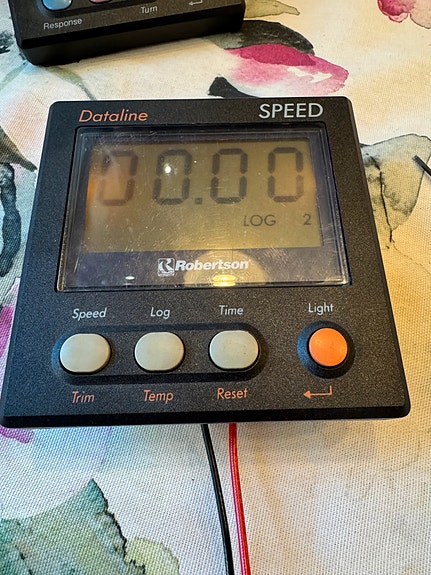 Response Turn
Dataline SPEED
00.00
LOG 2
Robertson
Speed Log Time Light
Trim Temp Reset